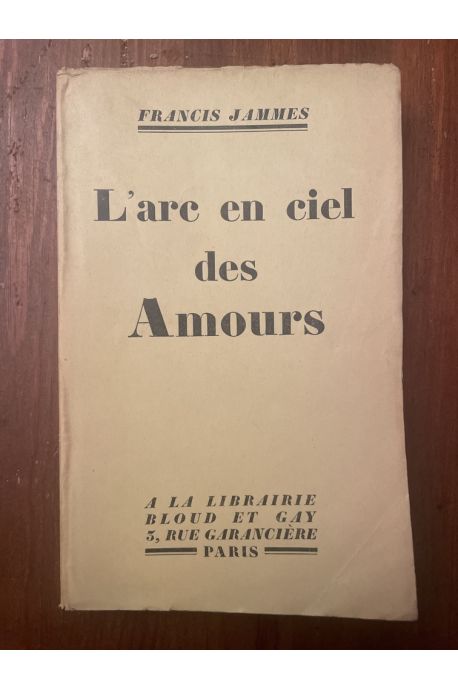 FRANCIS JAMMES
L'arc en ciel
des
Amours
A LA LIBRAIRIE
BLOUD ET GAY
3, RUE GARANCIÈRE
PARIS